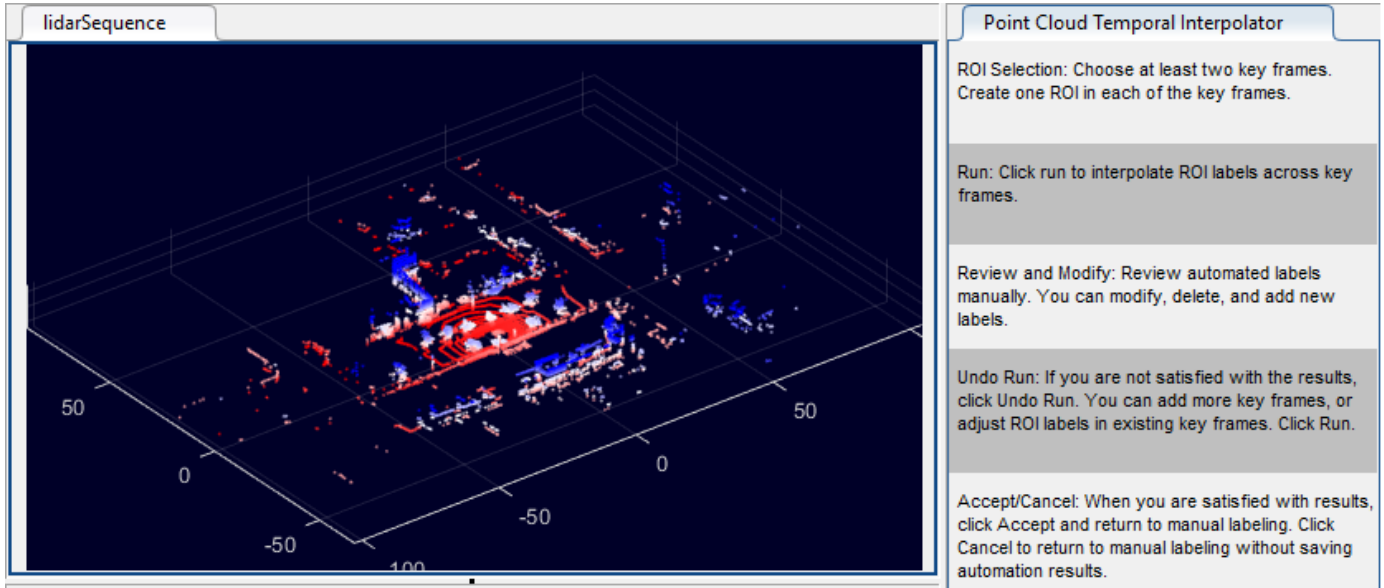 lidarSequence
50
0
-50
-100
-50
0
50
Point Cloud Temporal Interpolator
ROI Selection: Choose at least two key frames.
Create one ROI in each of the key frames.
Run: Click run to interpolate ROI labels across key
frames.
Review and Modify: Review automated labels
manually. You can modify, delete, and add new
labels.
Undo Run: If you are not satisfied with the results,
click Undo Run. You can add more key frames, or
adjust ROI labels in existing key frames. Click Run.
Accept/Cancel: When you are satisfied with results,
click Accept and return to manual labeling. Click
Cancel to return to manual labeling without saving
automation results.